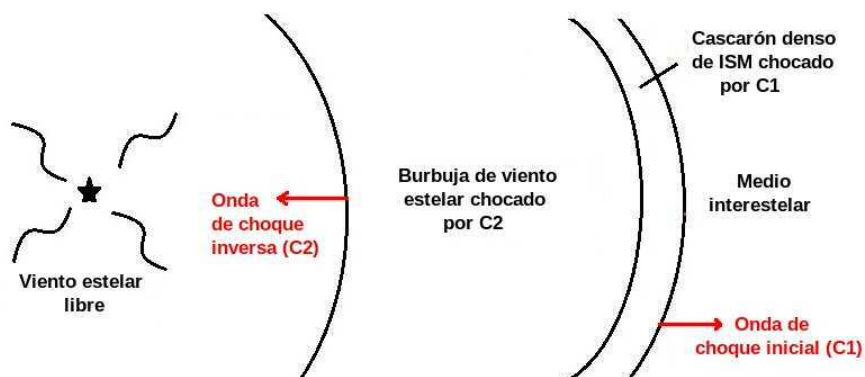 Viento estelar
libre
Onda
de choque
inversa (C2)
Burbuja de viento
estelar chocado
por C2
Cascarón denso
de ISM chocado
por C1
Medio
interestelar
Onda de
choque inicial (C1)